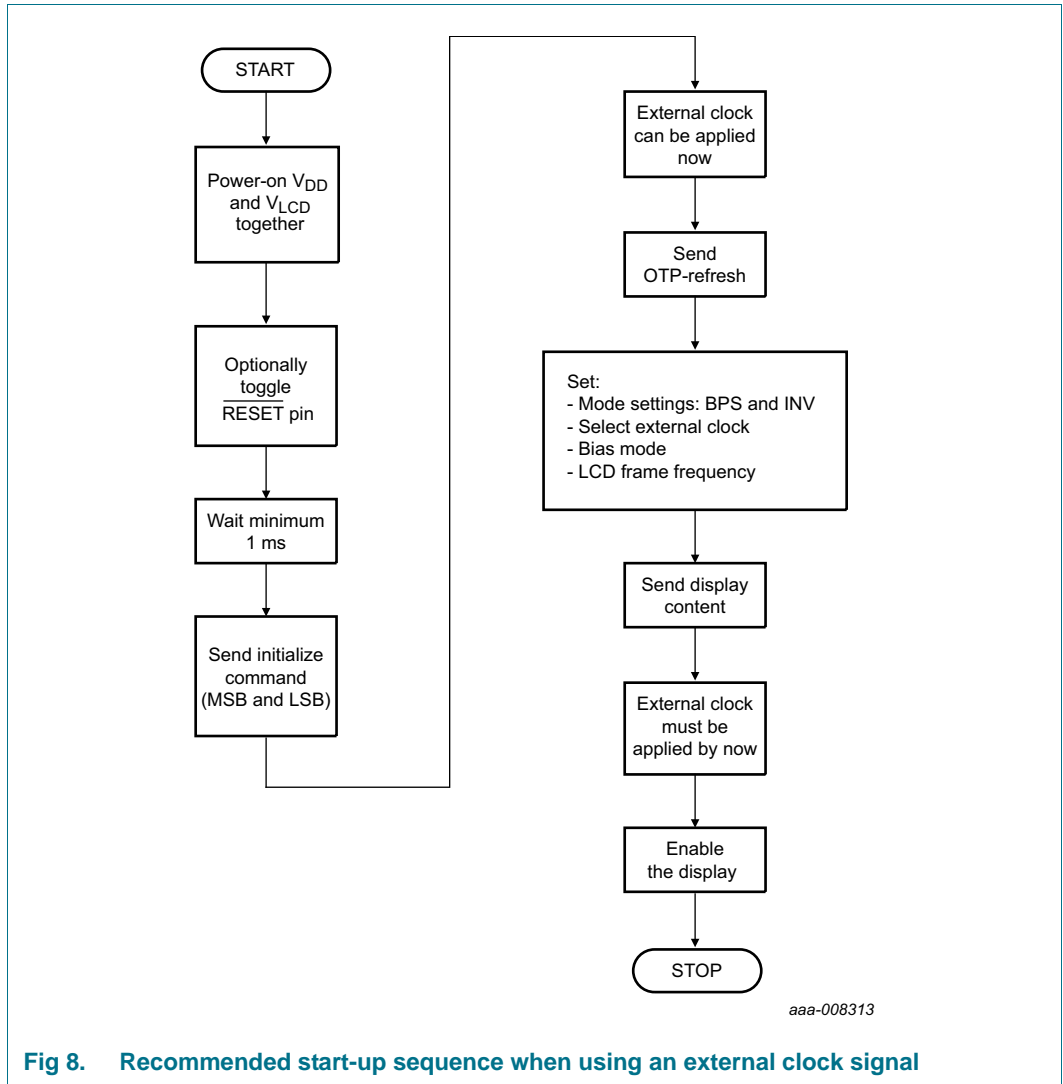 START
Power-on VDD
and VLCD
together
Optionally
toggle
RESET pin
Wait minimum
1 ms
Send initialize
command
(MSB and LSB)
External clock
can be applied
now
Send
OTP-refresh
Set:
- Mode settings: BPS and INV
- Select external clock
- Bias mode
- LCD frame frequency
Send display
content
External clock
must be
applied by now
Enable
the display
STOP
aaa-008313
Fig 8. Recommended start-up sequence when using an external clock signal